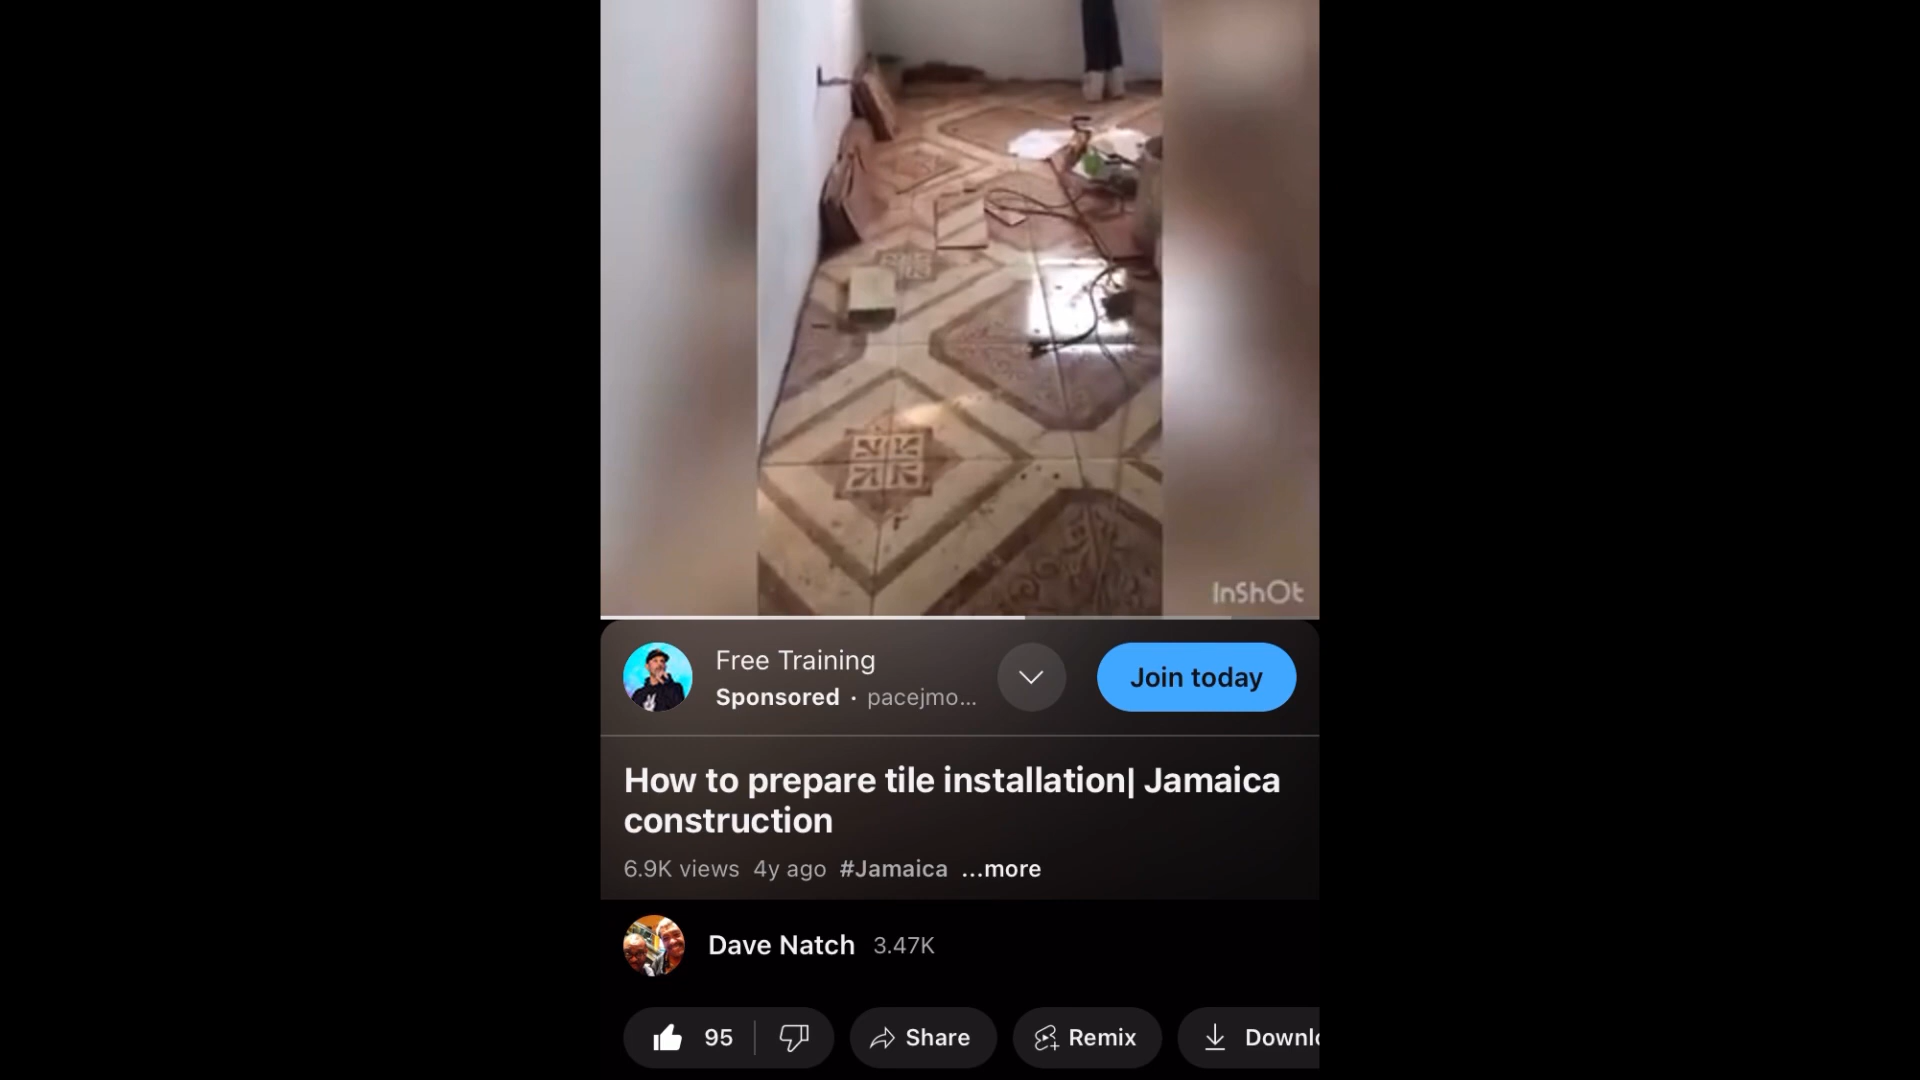 InShOt
Free Training
Sponsored · pacejmo...
Join today
How to prepare tile installation| Jamaica
construction
6.9K views 4y ago #Jamaica ...more
Dave Natch 3.47K
95 Share Remix Downlo